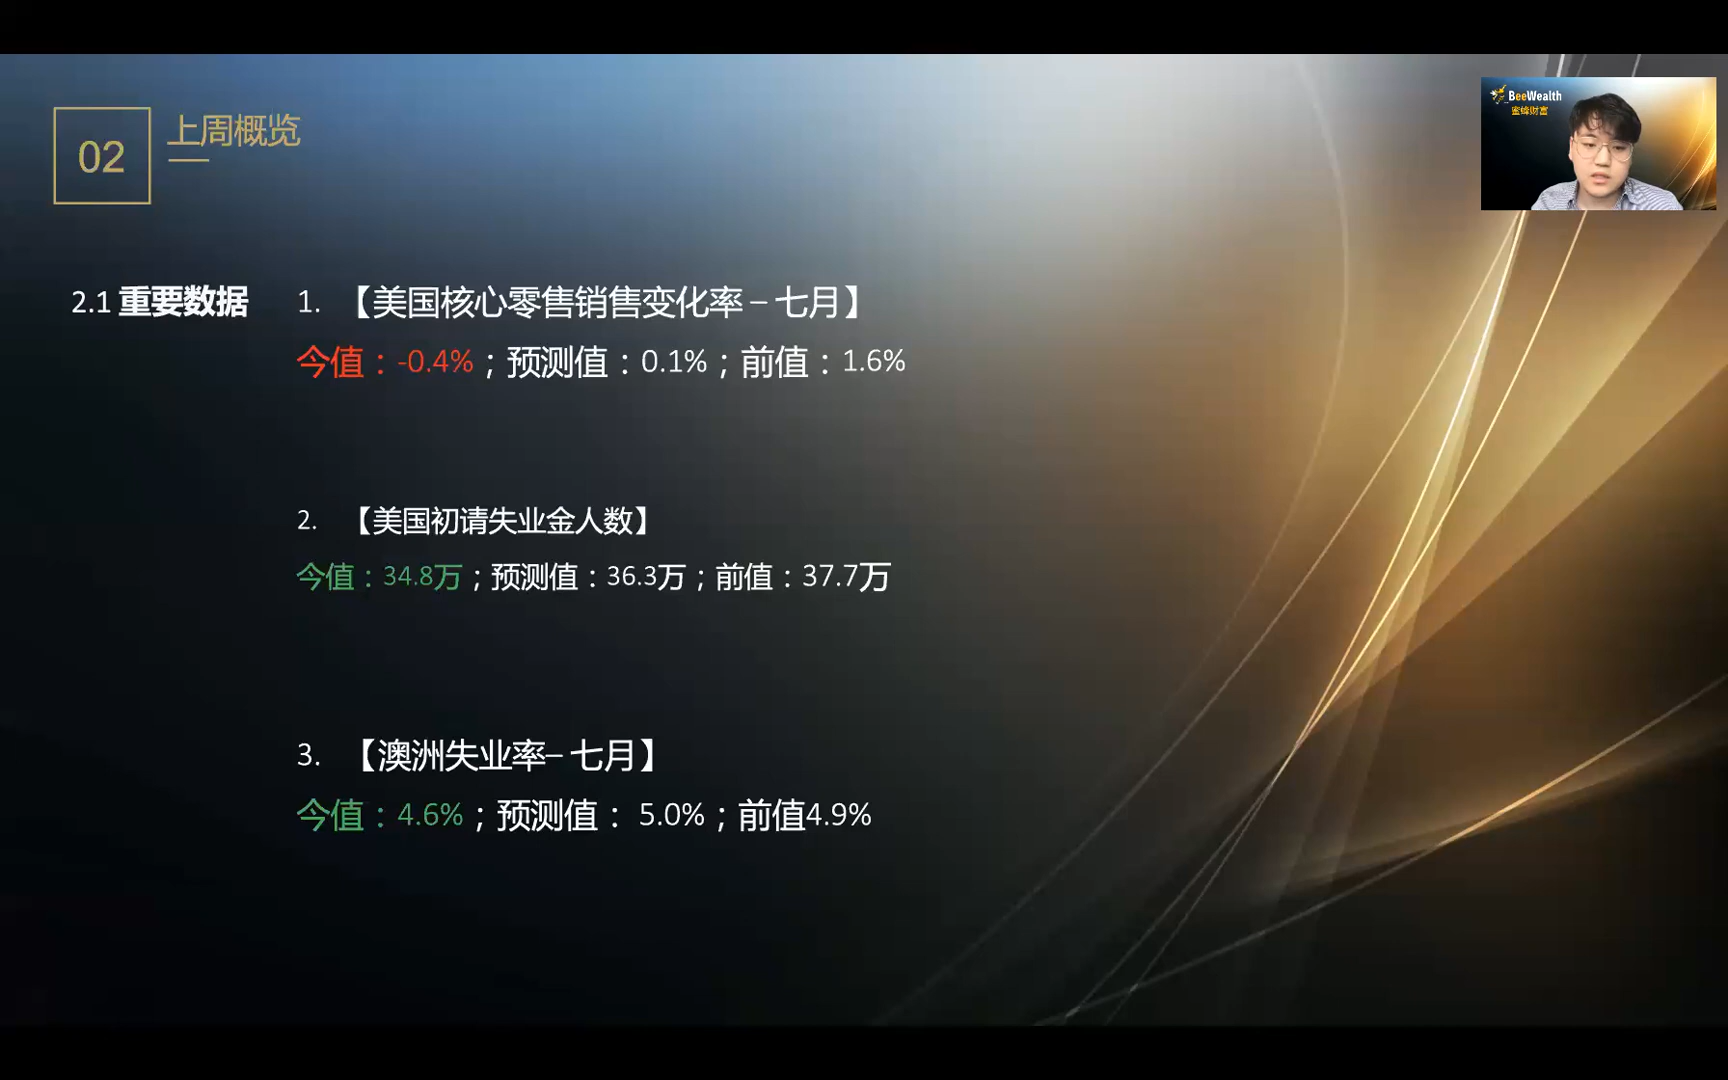 02
上周概览
BeeWealth
蜜蜂财富
2.1 重要数据
1. 【美国核心零售销售变化率 – 七月】
今值：-0.4%；预测值：0.1%；前值：1.6%
2. 【美国初请失业金人数】
今值：34.8万；预测值：36.3万；前值：37.7万
3. 【澳洲失业率– 七月】
今值：4.6%；预测值： 5.0%；前值4.9%